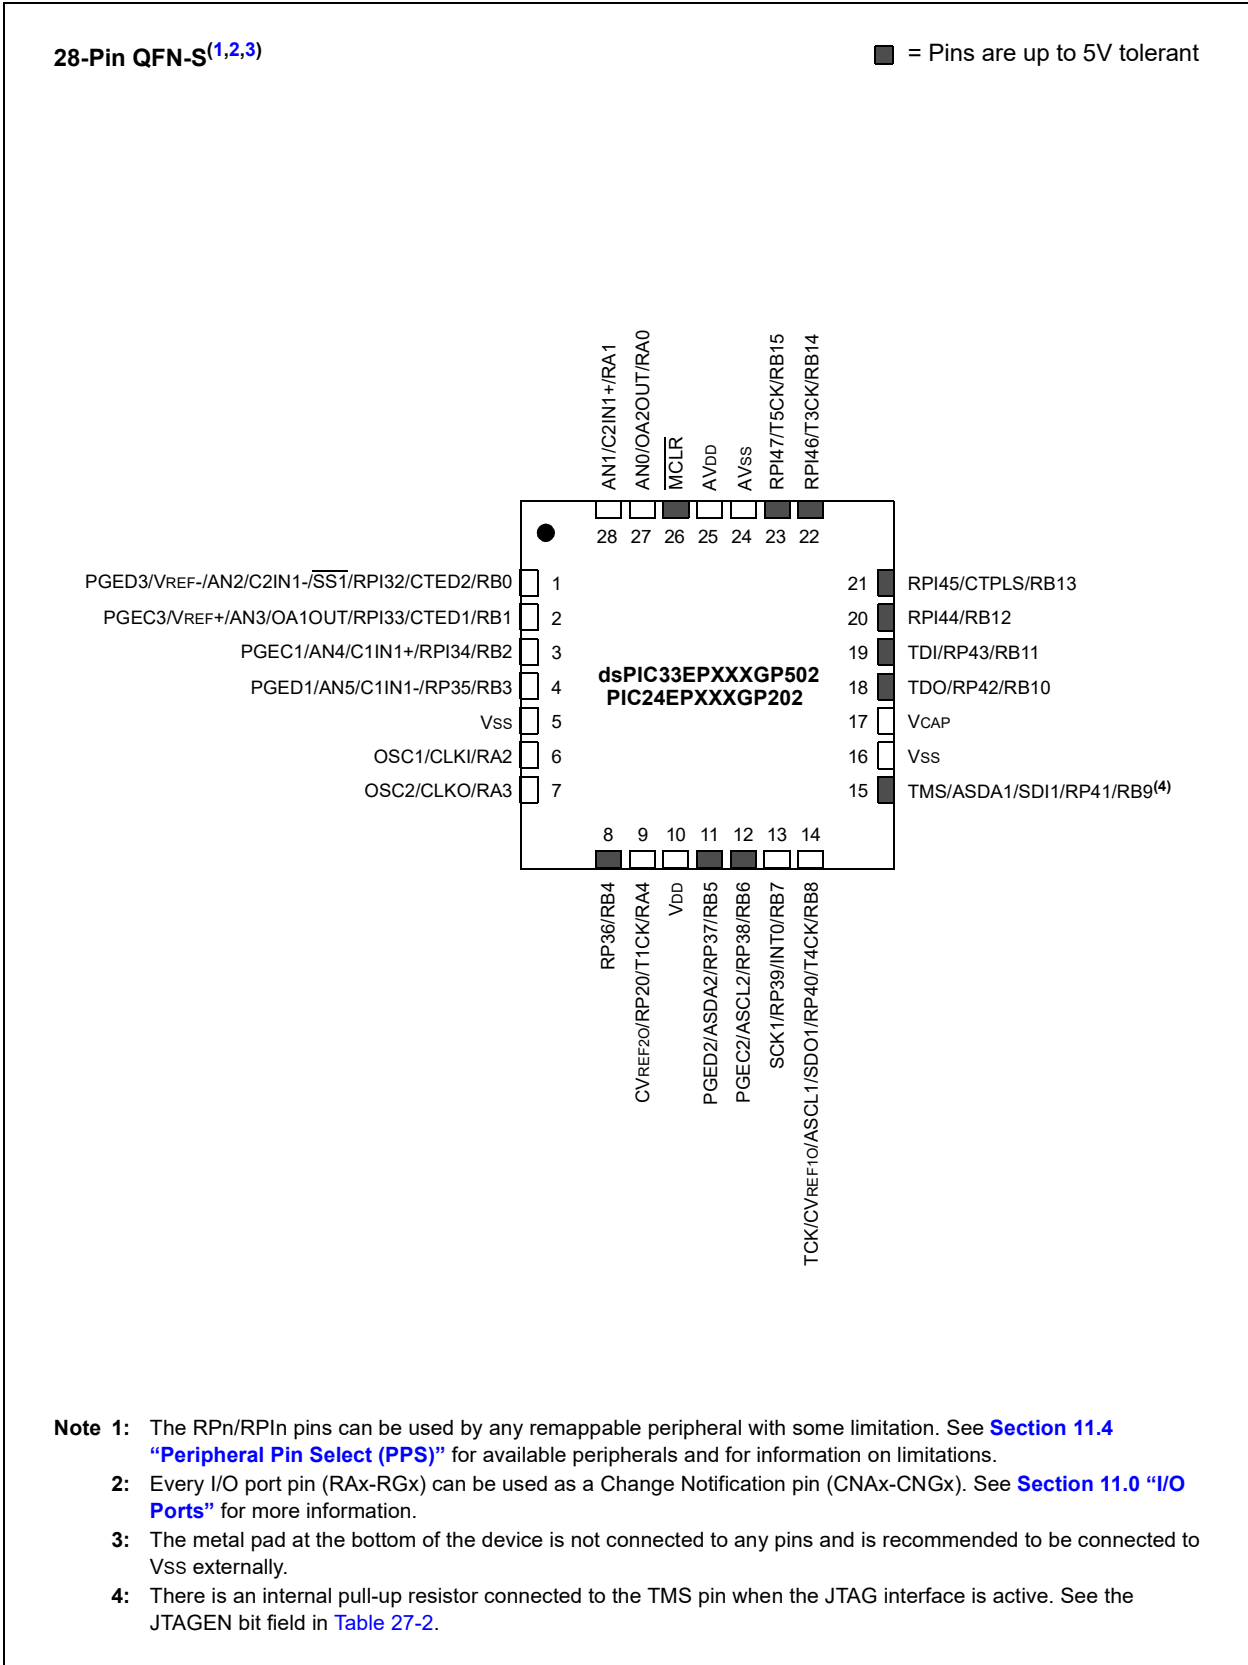 28-Pin QFN-S(1,2,3)
= Pins are up to 5V tolerant
AN1/C2IN1+/RA1
AN0/OA2OUT/RA0
MCLR
AVDD
AVSS
RPI47/T5CK/RB15
RPI46/T3CK/RB14
28 27 26 25 24 23 22
PGED3/VREF-/AN2/C2IN1-/SS1/RPI32/CTED2/RB0 1
21 RPI45/CTPLS/RB13
PGEC3/VREF+/AN3/OA1OUT/RPI33/CTED1/RB1 2
20 RPI44/RB12
PGEC1/AN4/C1IN1+/RPI34/RB2 3
19 TDI/RP43/RB11
PGED1/AN5/C1IN1-/RP35/RB3 4
18 TDO/RP42/RB10
dsPIC33EPXXXGP502
PIC24EPXXXGP202
VSS 5
17 VCAP
OSC1/CLKI/RA2 6
16 VSS
OSC2/CLKO/RA3 7
15 TMS/ASDA1/SDI1/RP41/RB9(4)
8 9 10 11 12 13 14
RP36/RB4
CVREF2O/RP20/T1CK/RA4
VDD
PGED2/ASDA2/RP37/RB5
PGEC2/ASCL2/RP38/RB6
SCK1/RP39/INT0/RB7
TCK/CVREF1O/ASCL1/SDO1/RP40/T4CK/RB8
Note 1: The RPn/RPIn pins can be used by any remappable peripheral with some limitation. See Section 11.4
“Peripheral Pin Select (PPS)” for available peripherals and for information on limitations.
2: Every I/O port pin (RAx-RGx) can be used as a Change Notification pin (CNAx-CNGx). See Section 11.0 “I/O
Ports” for more information.
3: The metal pad at the bottom of the device is not connected to any pins and is recommended to be connected to
VSS externally.
4: There is an internal pull-up resistor connected to the TMS pin when the JTAG interface is active. See the
JTAGEN bit field in Table 27-2.